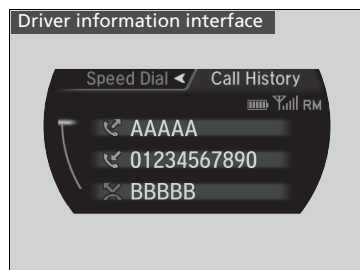 Driver information interface
Speed Dial Call History
RM
AAAAA
01234567890
BBBBB